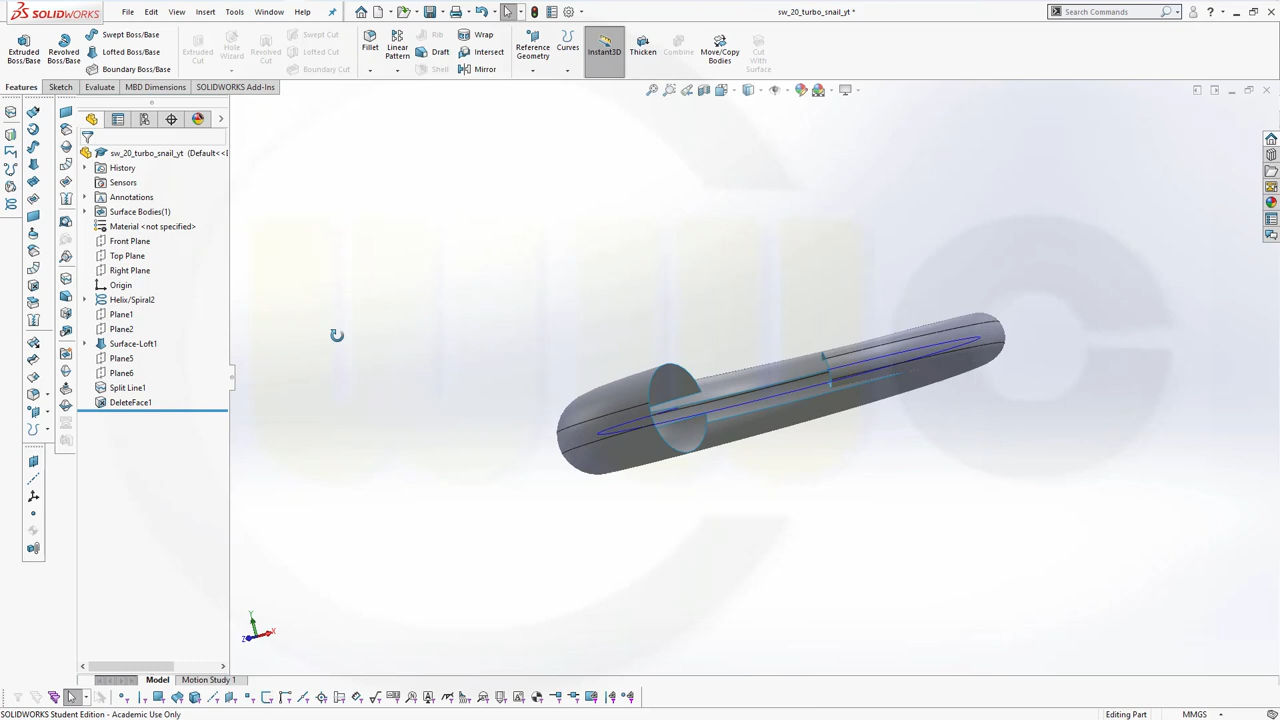 SOLIDWORKS
File Edit View Insert Tools Window Help
sw_20_turbo_snail_yt *
Search Commands
Extruded Boss/Base
Revolved Boss/Base
Swept Boss/Base
Lofted Boss/Base
Boundary Boss/Base
Extruded Cut
Hole Wizard
Revolved Cut
Swept Cut
Lofted Cut
Boundary Cut
Fillet
Linear Pattern
Rib
Draft
Shell
Wrap
Intersect
Mirror
Reference Geometry
Curves
Instant3D
Thicken
Combine
Move/Copy Bodies
Cut With Surface
Features Sketch Evaluate MBD Dimensions SOLIDWORKS Add-Ins
sw_20_turbo_snail_yt (Default<<
History
Sensors
Annotations
Surface Bodies(1)
Material <not specified>
Front Plane
Top Plane
Right Plane
Origin
Helix/Spiral2
Plane1
Plane2
Surface-Loft1
Plane5
Plane6
Split Line1
DeleteFace1
Y
X
Z
Model Motion Study 1
SOLIDWORKS Student Edition - Academic Use Only
Editing Part
MMGS